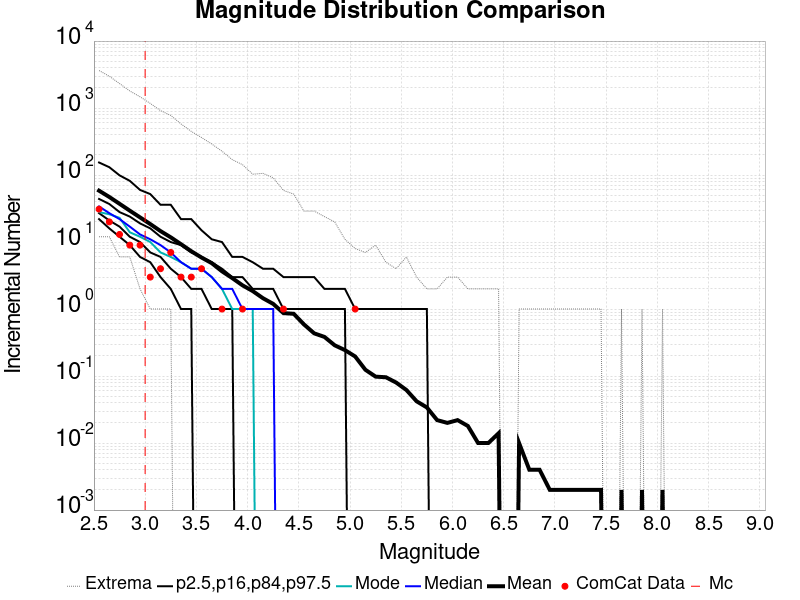 Magnitude Distribution Comparison
10^4
10^3
10^2
10^1
10^0
10^-1
10^-2
10^-3
Incremental Number
2.5 3.0 3.5 4.0 4.5 5.0 5.5 6.0 6.5 7.0 7.5 8.0 8.5 9.0
Magnitude
Extrema p2.5,p16,p84,p97.5 Mode Median Mean ComCat Data Mc